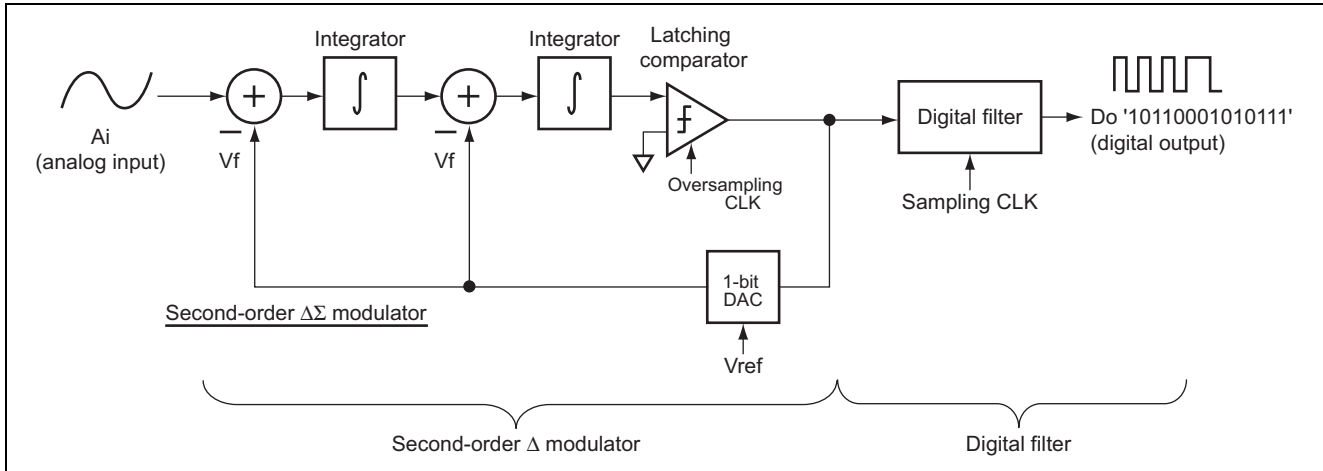 Integrator
Integrator
Latching
comparator
Ai
(analog input)
+
−
Vf
∫
+
−
Vf
∫
Oversampling
CLK
Digital filter
Do '10110001010111'
(digital output)
Sampling CLK
1-bit
DAC
Vref
Second-order ΔΣ modulator
Second-order Δ modulator
Digital filter